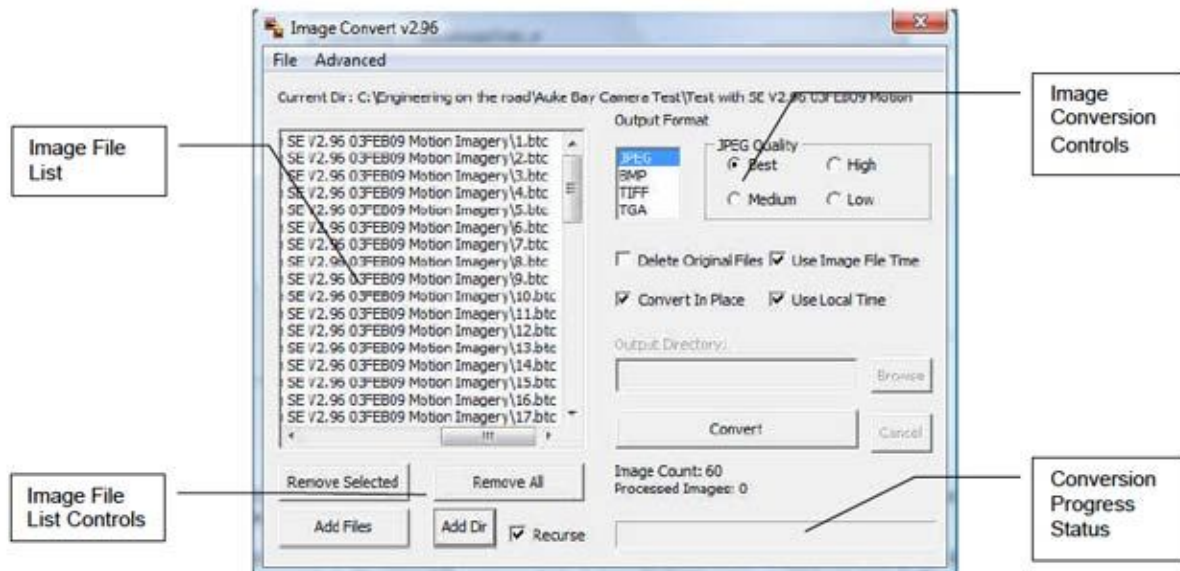 Image Convert v2.96
File Advanced
Current Dir: C:\Engineering on the road\Auke Bay Camera Test\Test with SE V2.96 03FEB09 Motion
Image File
List
SE V2.96 03FEB09 Motion Imagery\1.btc
SE V2.96 03FEB09 Motion Imagery\2.btc
SE V2.96 03FEB09 Motion Imagery\3.btc
SE V2.96 03FEB09 Motion Imagery\4.btc
SE V2.96 03FEB09 Motion Imagery\5.btc
SE V2.96 03FEB09 Motion Imagery\6.btc
SE V2.96 03FEB09 Motion Imagery\7.btc
SE V2.96 03FEB09 Motion Imagery\8.btc
SE V2.96 03FEB09 Motion Imagery\9.btc
SE V2.96 03FEB09 Motion Imagery\10.btc
SE V2.96 03FEB09 Motion Imagery\11.btc
SE V2.96 03FEB09 Motion Imagery\12.btc
SE V2.96 03FEB09 Motion Imagery\13.btc
SE V2.96 03FEB09 Motion Imagery\14.btc
SE V2.96 03FEB09 Motion Imagery\15.btc
SE V2.96 03FEB09 Motion Imagery\16.btc
SE V2.96 03FEB09 Motion Imagery\17.btc
Output Format
JPEG
BMP
TIFF
TGA
JPEG Quality
Best High
Medium Low
Image
Conversion
Controls
Delete Original Files Use Image File Time
Convert In Place Use Local Time
Output Directory:
Browse
Convert Cancel
Image File
List Controls
Remove Selected Remove All
Add Files Add Dir Recurse
Image Count: 60
Processed Images: 0
Conversion
Progress
Status